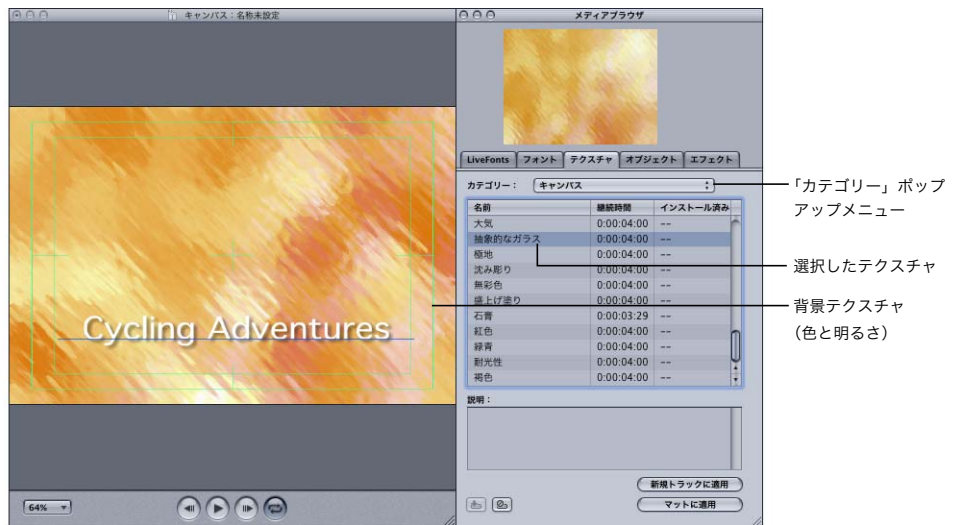 キャンバス：名称未設定
Cycling Adventures
64%
メディアブラウザ
LiveFonts フォント テクスチャ オブジェクト エフェクト
カテゴリー： キャンバス
名前 継続時間 インストール済み
大気 0:00:04:00 --
抽象的なガラス 0:00:04:00 --
極地 0:00:04:00 --
沈み彫り 0:00:04:00 --
無彩色 0:00:04:00 --
盛上げ塗り 0:00:04:00 --
石膏 0:00:03:29 --
紅色 0:00:04:00 --
緑青 0:00:04:00 --
耐光性 0:00:04:00 --
褐色 0:00:04:00 --
説明：
新規トラックに適用
マットに適用
「カテゴリー」ポップ
アップメニュー
選択したテクスチャ
背景テクスチャ
（色と明るさ）